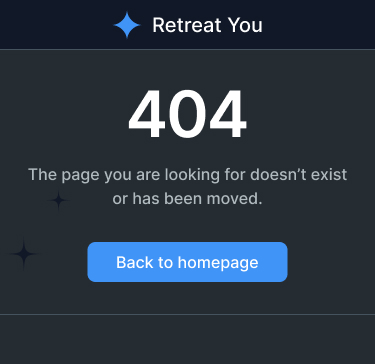 Retreat You
404
The page you are looking for doesn’t exist
or has been moved.
Back to homepage